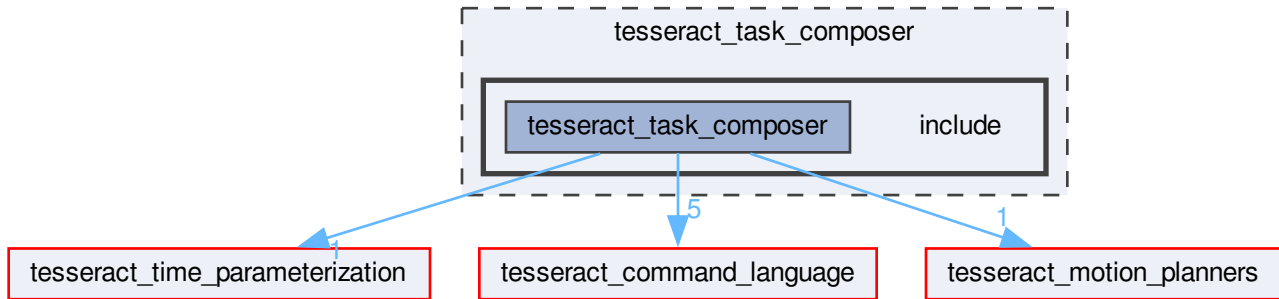 tesseract_task_composer
tesseract_task_composer
include
1
5
1
tesseract_time_parameterization
tesseract_command_language
tesseract_motion_planners